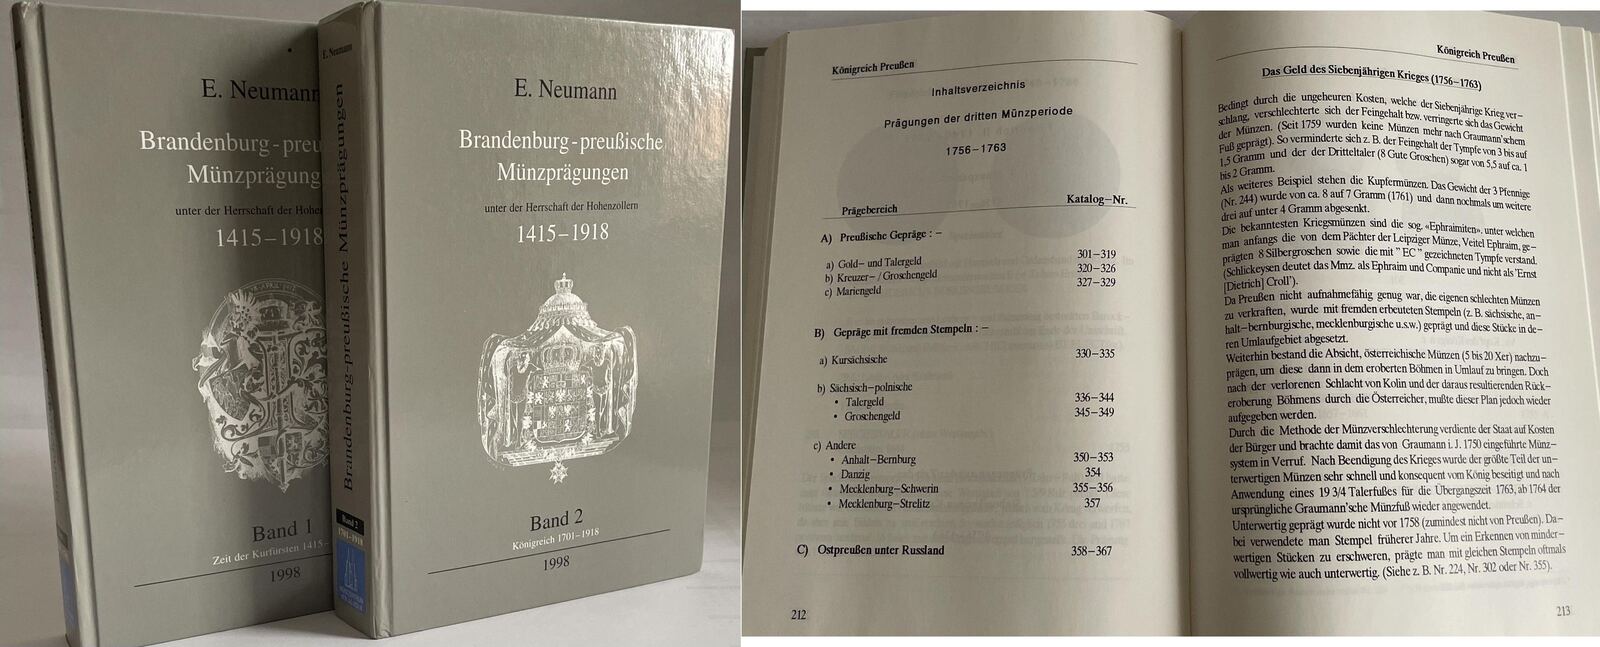 E. Neumann
Brandenburg-preu
Münzprägung
unter der Herrschaft der Hohen
1415–1918
Band 1
Zeit der Kurfürsten 1415–
1998
E. Neumann
Brandenburg-preußische Münzprägungen
Band 2
1701–1918
E. Neumann
Brandenburg-preußische
Münzprägungen
unter der Herrschaft der Hohenzollern
1415–1918
Band 2
Königreich 1701–1918
1998
Königreich Preußen
Inhaltsverzeichnis
Prägungen der dritten Münzperiode
1756–1763
Prägebereich Katalog–Nr.
A) Preußische Gepräge : –
a) Gold– und Talergeld 301–319
b) Kreuzer– / Groschengeld 320–326
c) Mariengeld 327–329
B) Gepräge mit fremden Stempeln : –
a) Kursächsische 330–335
b) Sächsisch–polnische
• Talergeld 336–344
• Groschengeld 345–349
c) Andere
• Anhalt–Bernburg 350–353
• Danzig 354
• Mecklenburg–Schwerin 355–356
• Mecklenburg–Strelitz 357
C) Ostpreußen unter Russland 358–367
212
Königreich Preußen
Das Geld des Siebenjährigen Krieges (1756–1763)
Bedingt durch die ungeheuren Kosten, welche der Siebenjährige Krieg ver–
schlang, verschlechterte sich der Feingehalt bzw. verringerte sich das Gewicht
der Münzen. (Seit 1759 wurden keine Münzen mehr nach Graumann'schem
Fuß geprägt). So verminderte sich z. B. der Feingehalt der Tympfe von 3 bis auf
1,5 Gramm und der der Dritteltaler (8 Gute Groschen) sogar von 5,5 auf ca. 1
bis 2 Gramm.
Als weiteres Beispiel stehen die Kupfermünzen. Das Gewicht der 3 Pfennige
(Nr. 244) wurde von ca. 8 auf 7 Gramm (1761) und dann nochmals um weitere
drei auf unter 4 Gramm abgesenkt.
Die bekanntesten Kriegsmünzen sind die sog. «Ephraimiten», unter welchen
man anfangs die von dem Pächter der Leipziger Münze, Veitel Ephraim, ge–
prägten 8 Silbergroschen sowie die mit "EC" gezeichneten Tympfe verstand.
(Schlickeysen deutet das Mmz. als Ephraim und Companie und nicht als 'Ernst
[Dietrich] Croll').
Da Preußen nicht aufnahmefähig genug war, die eigenen schlechten Münzen
zu verkraften, wurde mit fremden erbeuteten Stempeln (z. B. sächsische, an–
halt–bernburgische, mecklenburgische u.s.w.) geprägt und diese Stücke in de–
ren Umlaufgebiet abgesetzt.
Weiterhin bestand die Absicht, österreichische Münzen (5 bis 20 Xer) nachzu–
prägen, um diese dann in dem eroberten Böhmen in Umlauf zu bringen. Doch
nach der verlorenen Schlacht von Kolin und der daraus resultierenden Rück–
eroberung Böhmens durch die Österreicher, mußte dieser Plan jedoch wieder
aufgegeben werden.
Durch die Methode der Münzverschlechterung verdiente der Staat auf Kosten
der Bürger und brachte damit das von Graumann i. J. 1750 eingeführte Münz–
system in Verruf. Nach Beendigung des Krieges wurde der größte Teil der un–
terwertigen Münzen sehr schnell und konsequent vom König beseitigt und nach
Anwendung eines 19 3/4 Talerfußes für die Übergangszeit 1763, ab 1764 der
ursprüngliche Graumann'sche Münzfuß wieder angewendet.
Unterwertig geprägt wurde nicht vor 1758 (zumindest nicht von Preußen). Da–
bei verwendete man Stempel früherer Jahre. Um ein Erkennen von minder–
wertigen Stücken zu erschweren, prägte man mit gleichen Stempeln oftmals
vollwertig wie auch unterwertig. (Siehe z. B. Nr. 224, Nr. 302 oder Nr. 355).
213